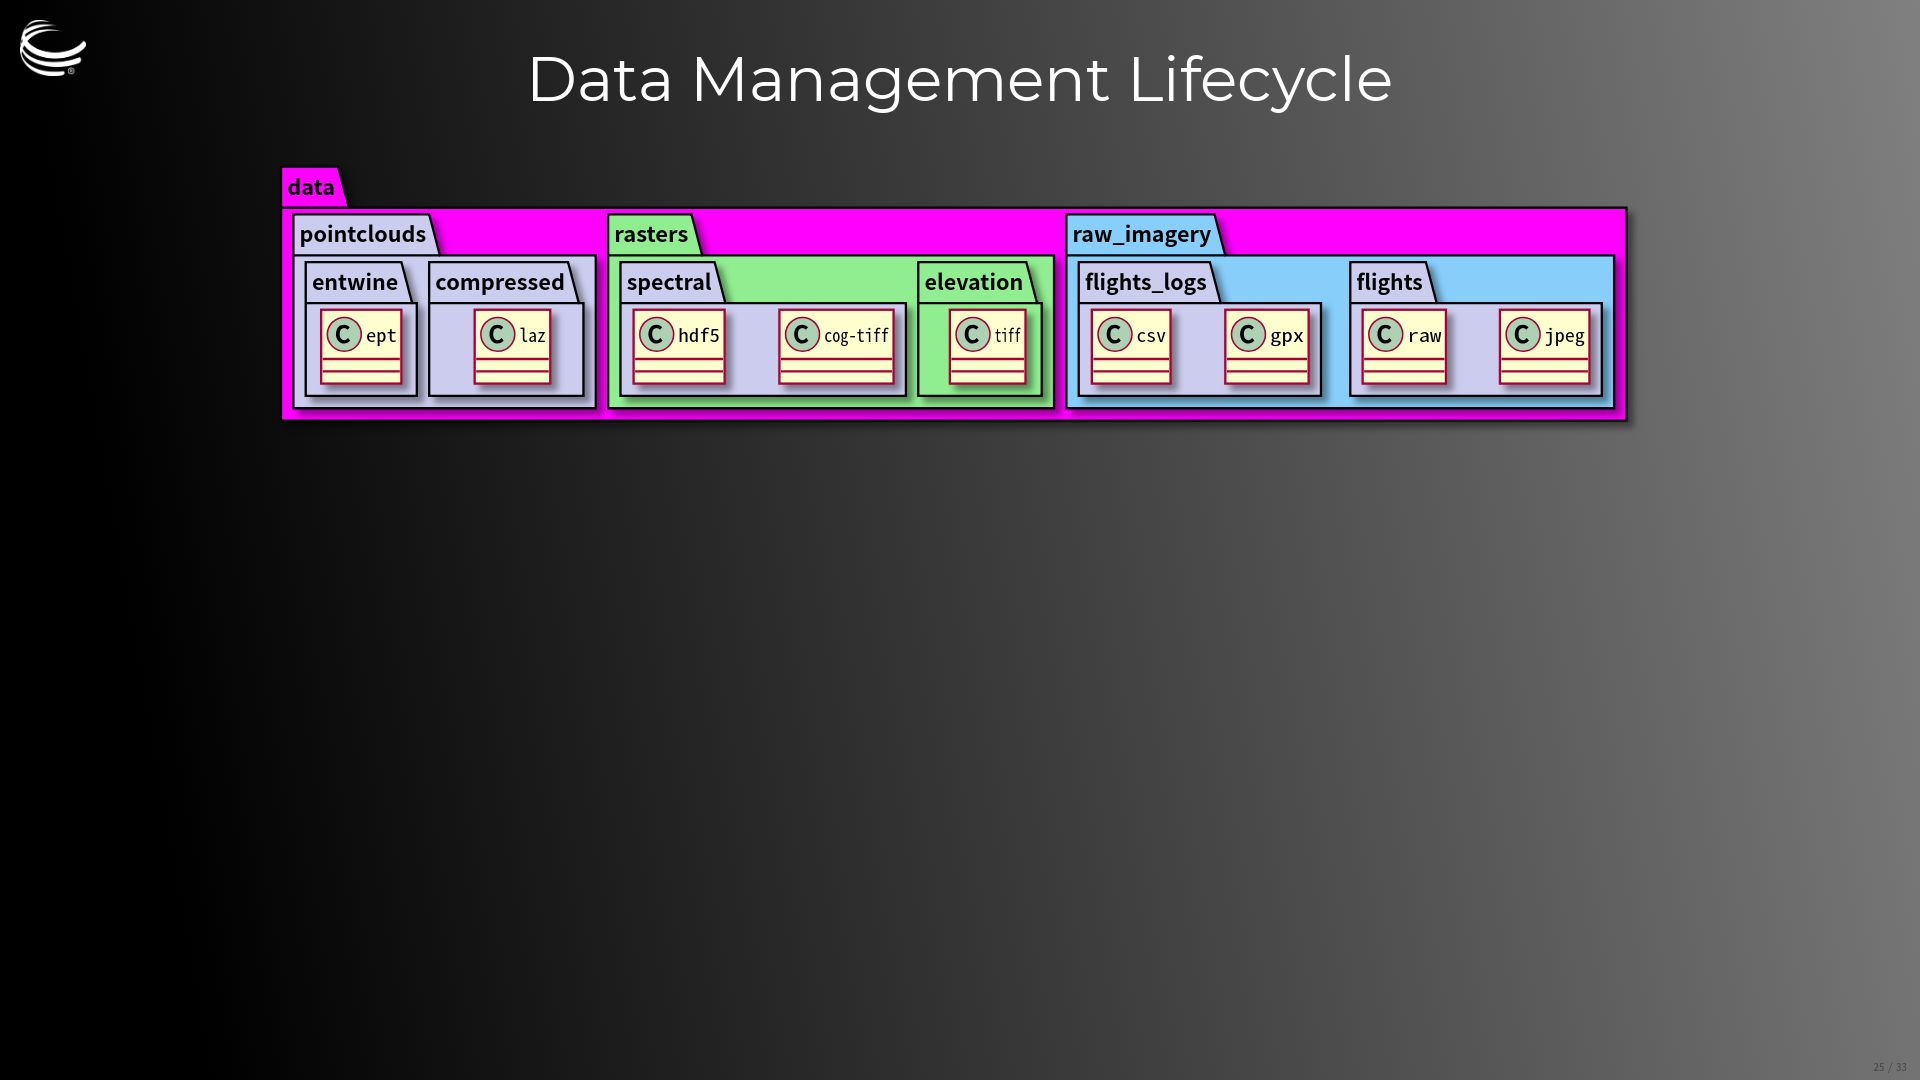 Data Management Lifecycle
data
pointclouds
rasters
raw_imagery
entwine
compressed
spectral
elevation
flights_logs
flights
C ept
C laz
C hdf5
C cog-tiff
C tiff
C csv
C gpx
C raw
C jpeg
®
25 / 33